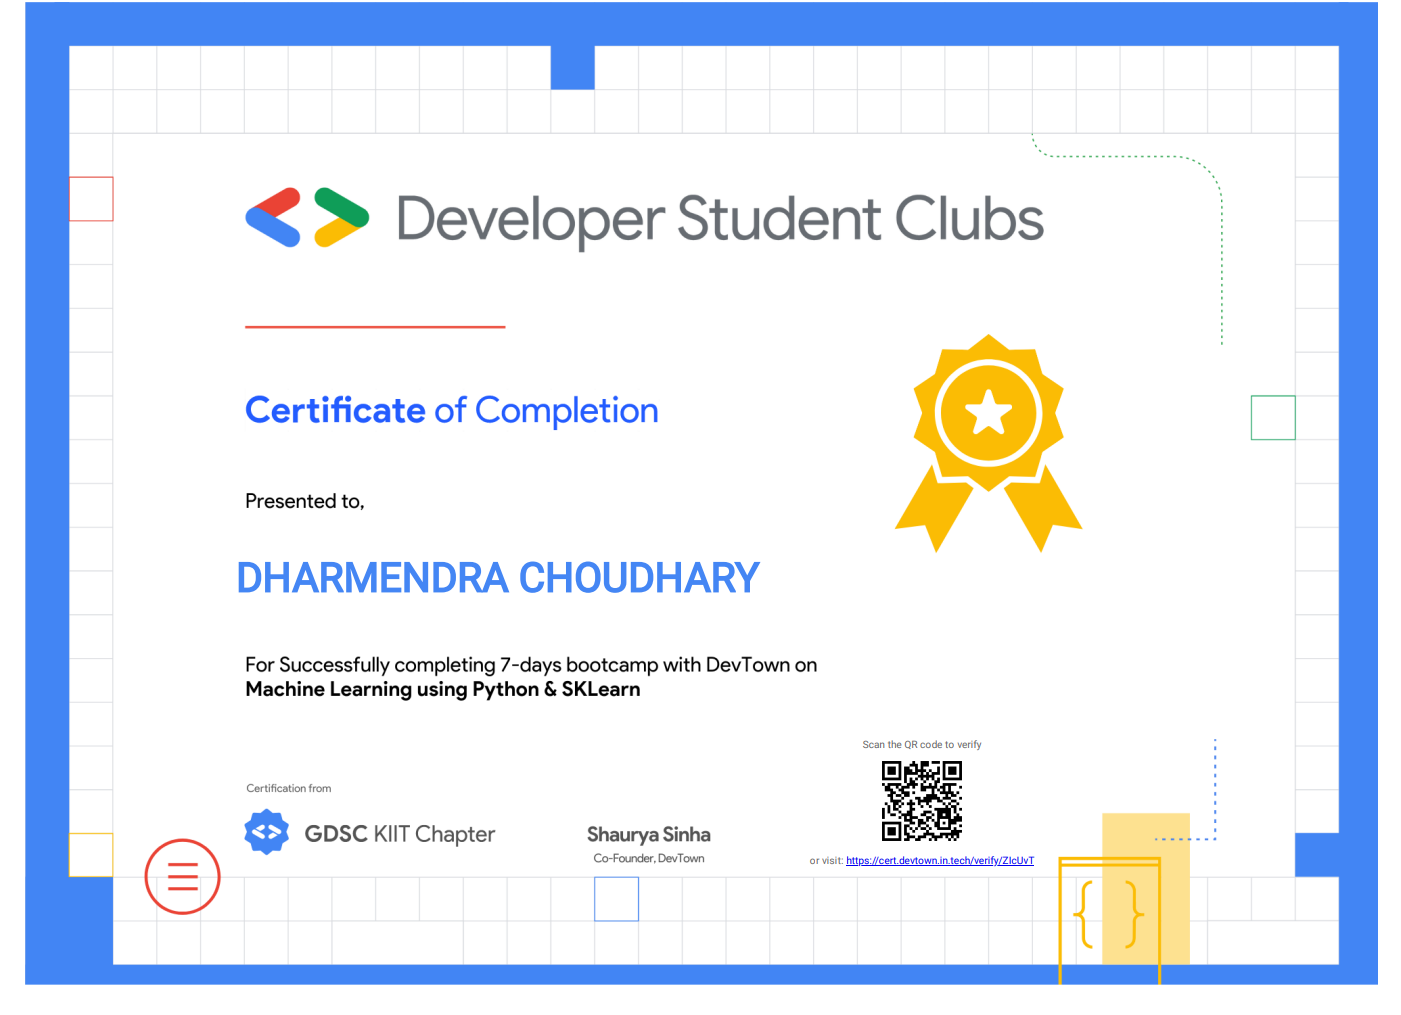 Developer Student Clubs
Certificate of Completion
Presented to,
DHARMENDRA CHOUDHARY
For Successfully completing 7-days bootcamp with DevTown on
Machine Learning using Python & SKLearn
Scan the QR code to verify
Certification from
GDSC KIIT Chapter
Shaurya Sinha
Co-Founder, DevTown
or visit: https://cert.devtown.in.tech/verify/ZIcUvT
{ }